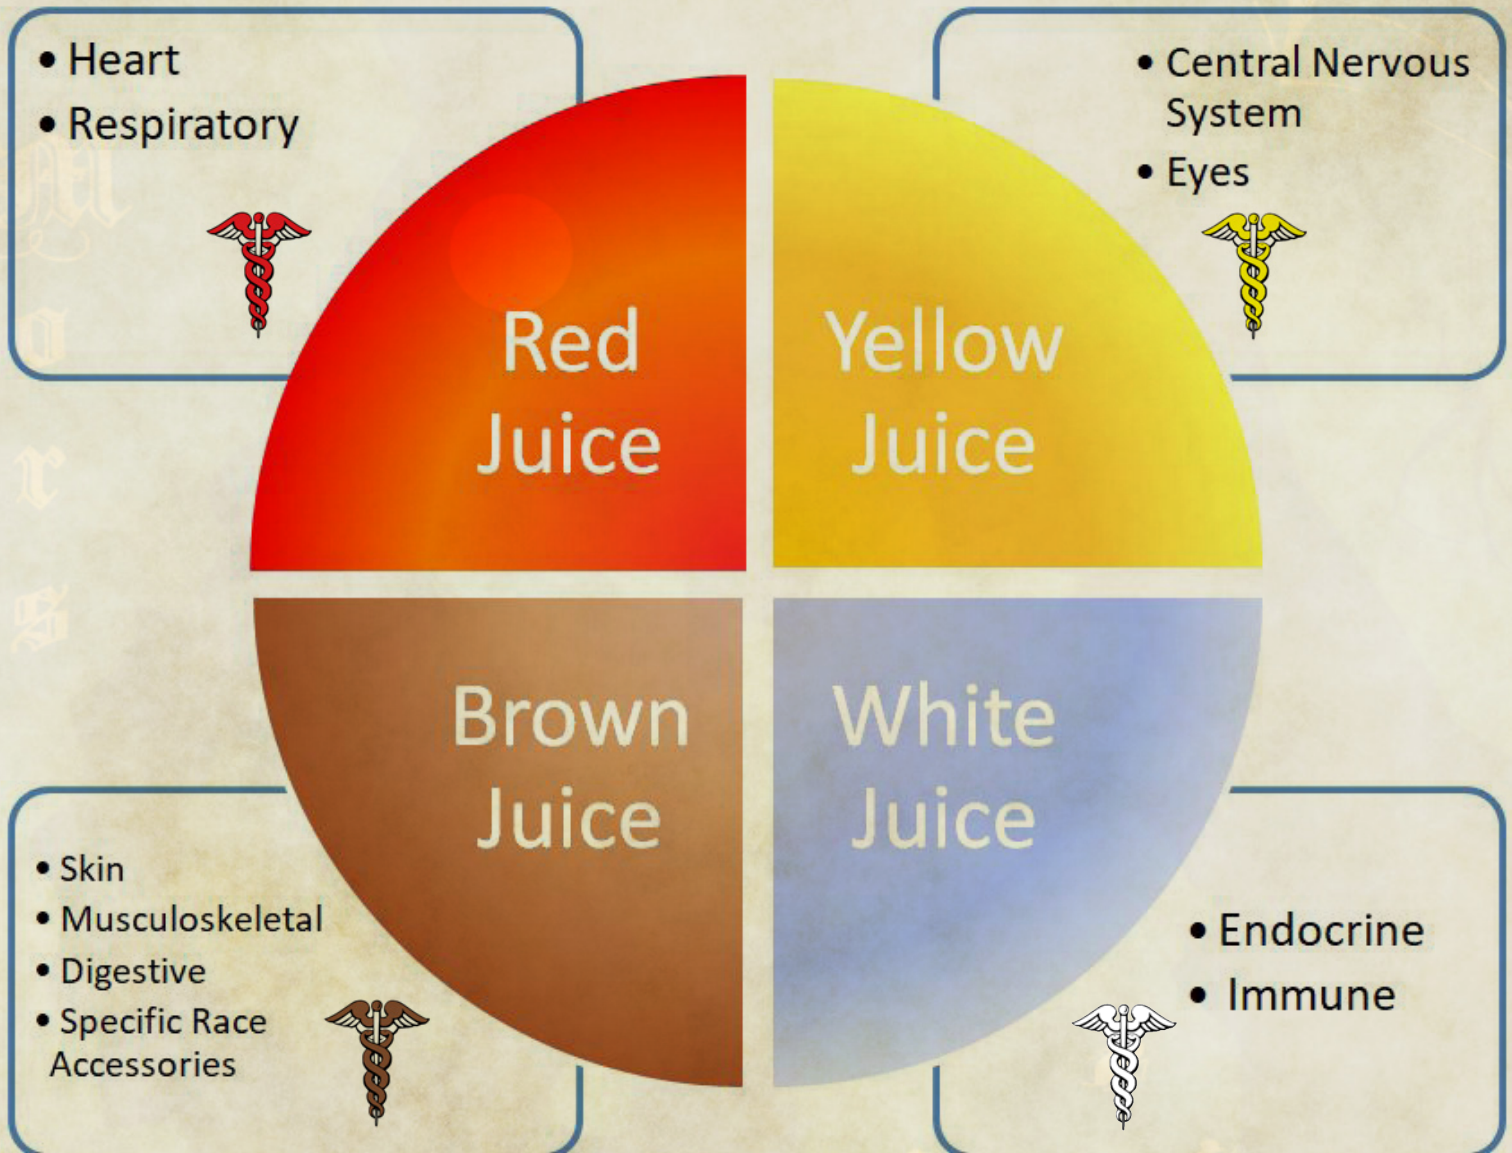 • Heart
• Respiratory
• Central Nervous
System
• Eyes
Red
Juice
Yellow
Juice
Brown
Juice
White
Juice
• Skin
• Musculoskeletal
• Digestive
• Specific Race
Accessories
• Endocrine
• Immune
M
a
r
s